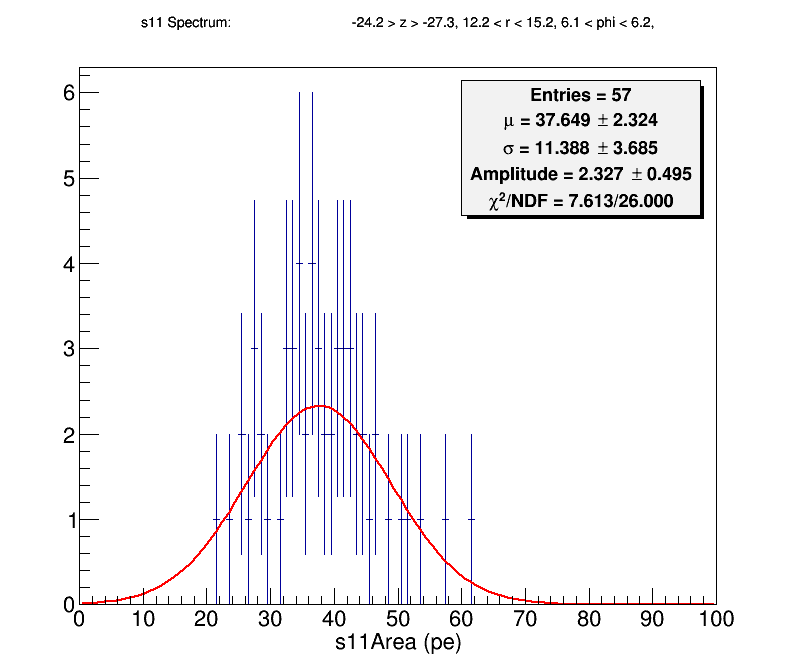 s11 Spectrum: -24.2 > z > -27.3, 12.2 < r < 15.2, 6.1 < phi < 6.2,
Entries = 57
μ = 37.649 ± 2.324
σ = 11.388 ± 3.685
Amplitude = 2.327 ± 0.495
χ²/NDF = 7.613/26.000
6
5
4
3
2
1
0
0 10 20 30 40 50 60 70 80 90 100
s11Area (pe)